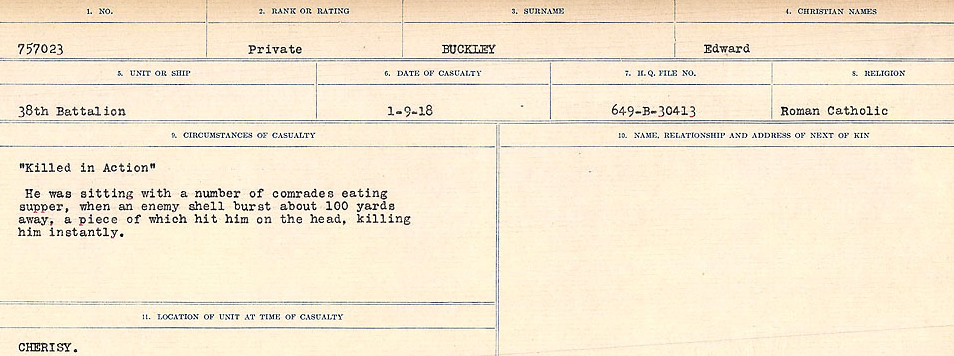 1. NO. 2. RANK OR RATING 3. SURNAME 4. CHRISTIAN NAMES
757023 Private BUCKLEY Edward
5. UNIT OR SHIP 6. DATE OF CASUALTY 7. H.Q. FILE NO. 8. RELIGION
38th Battalion 1-9-18 649-B-30413 Roman Catholic
9. CIRCUMSTANCES OF CASUALTY 10. NAME, RELATIONSHIP AND ADDRESS OF NEXT OF KIN
"Killed in Action"
He was sitting with a number of comrades eating
supper, when an enemy shell burst about 100 yards
away, a piece of which hit him on the head, killing
him instantly.
11. LOCATION OF UNIT AT TIME OF CASUALTY
CHERISY.